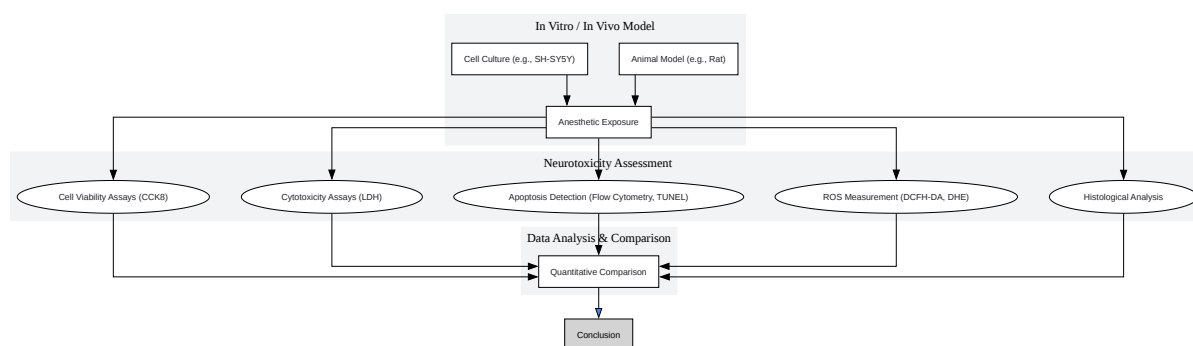 In Vitro / In Vivo Model
Cell Culture (e.g., SH-SY5Y)
Animal Model (e.g., Rat)
Anesthetic Exposure
Neurotoxicity Assessment
Cell Viability Assays (CCK8)
Cytotoxicity Assays (LDH)
Apoptosis Detection (Flow Cytometry, TUNEL)
ROS Measurement (DCFH-DA, DHE)
Histological Analysis
Data Analysis & Comparison
Quantitative Comparison
Conclusion